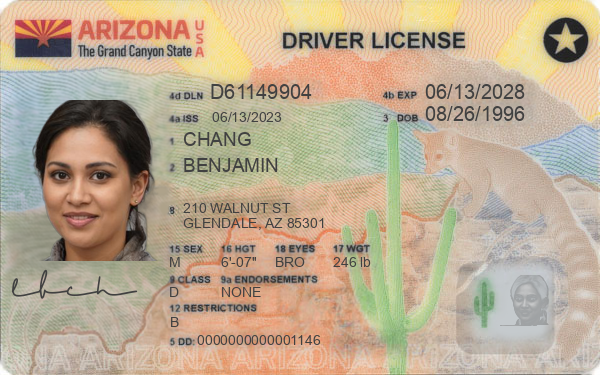 ARIZONA USA
The Grand Canyon State
DRIVER LICENSE
4d DLN D61149904 4b EXP 06/13/2028
4a ISS 06/13/2023 3 DOB 08/26/1996
1 CHANG
2 BENJAMIN
8 210 WALNUT ST
GLENDALE, AZ 85301
15 SEX 16 HGT 18 EYES 17 WGT
M 6'-07" BRO 246 lb
9 CLASS 9a ENDORSEMENTS
D NONE
12 RESTRICTIONS
B
5 DD: 0000000000001146
ARIZONA ARIZONA ARIZONA ARIZONA